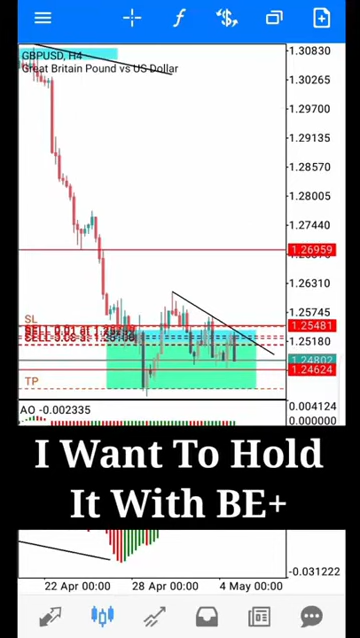 GBPUSD, H4
Great Britain Pound vs US Dollar
1.30830
1.30265
1.29700
1.29135
1.28570
1.28005
1.27440
1.26959
1.26310
1.25745
SL
1.25481
1.25180
1.24802
1.24624
TP
AO -0.002335
0.004124
0.000000
I Want To Hold
It With BE+
-0.031222
22 Apr 00:00
28 Apr 00:00
4 May 00:00